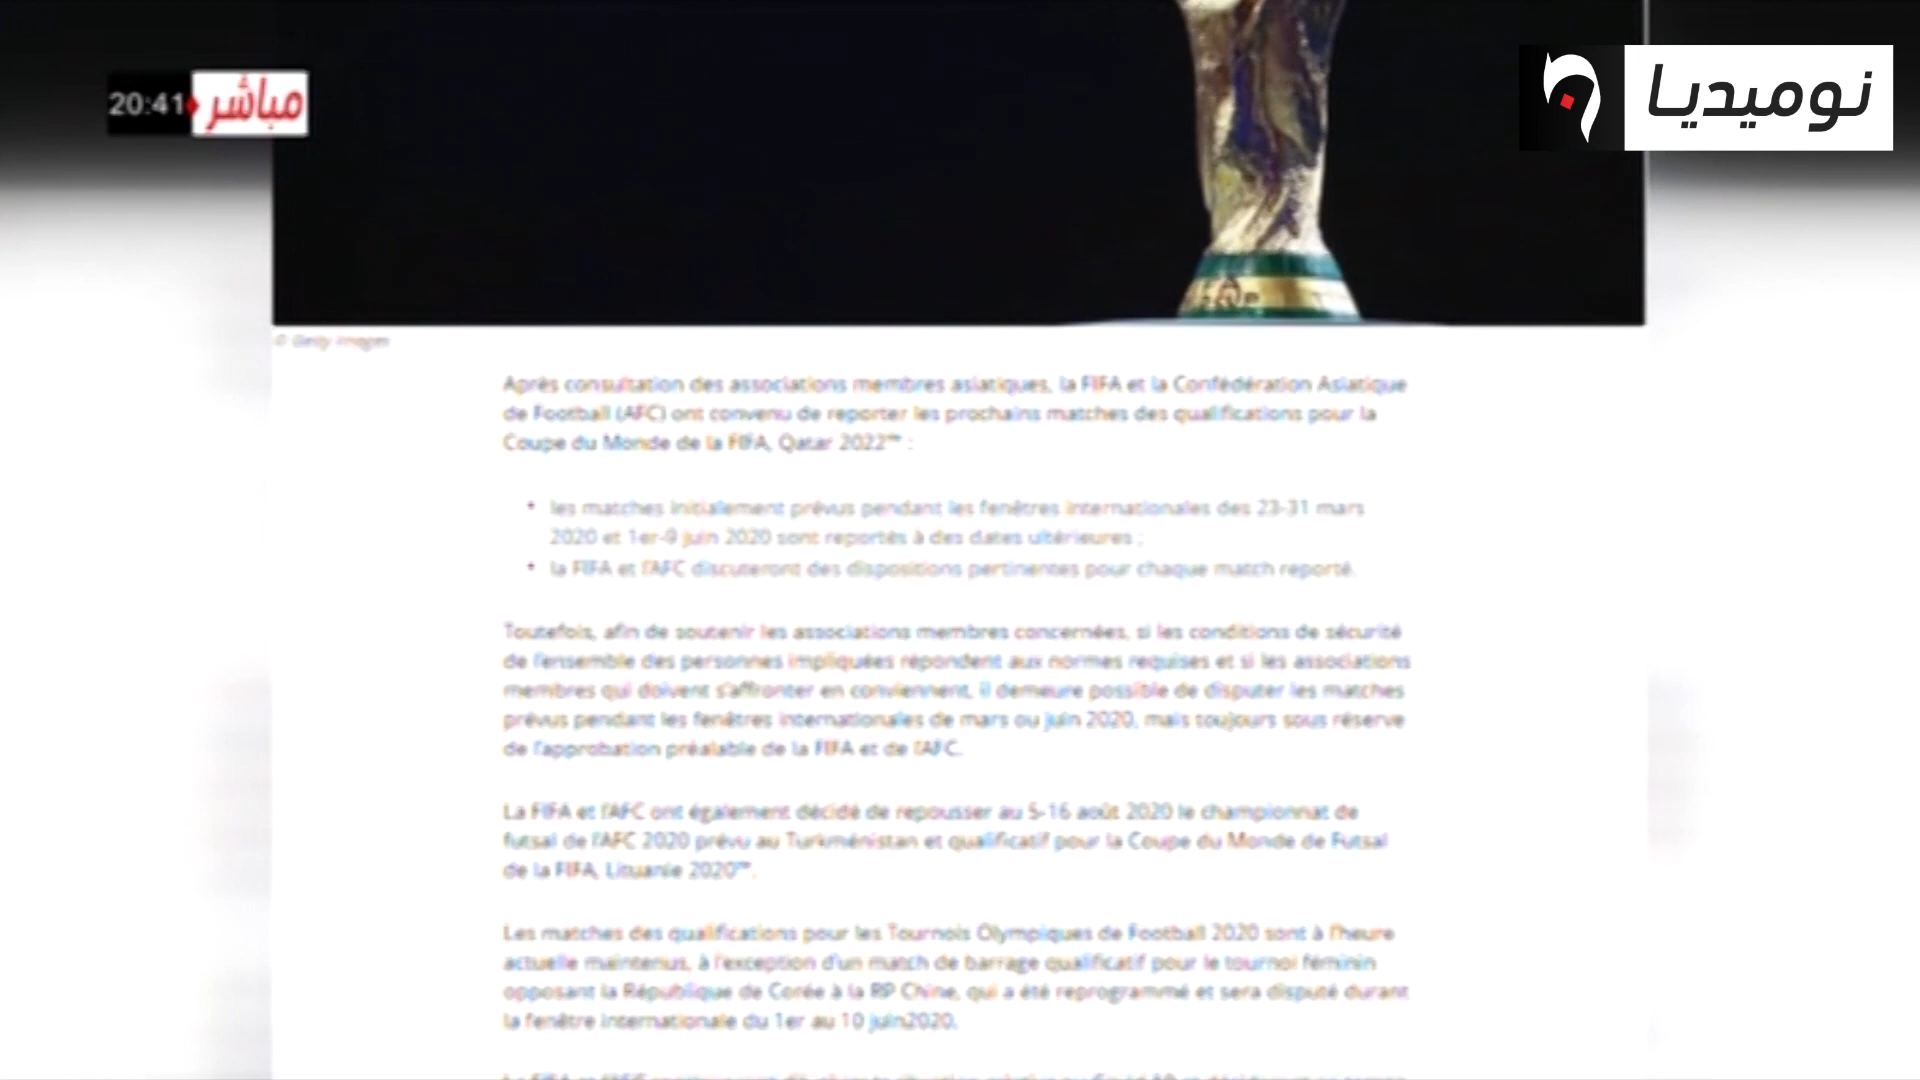 20:41
مباشر
نوميديا
© Getty Images
Après consultation des associations membres asiatiques, la FIFA et la Confédération Asiatique
de Football (AFC) ont convenu de reporter les prochains matches des qualifications pour la
Coupe du Monde de la FIFA, Qatar 2022™ :
• les matches initialement prévus pendant les fenêtres internationales des 23-31 mars
2020 et 1er-9 juin 2020 sont reportés à des dates ultérieures ;
• la FIFA et l'AFC discuteront des dispositions pertinentes pour chaque match reporté.
Toutefois, afin de soutenir les associations membres concernées, si les conditions de sécurité
de l'ensemble des personnes impliquées répondent aux normes requises et si les associations
membres qui doivent s'affronter en conviennent, il demeure possible de disputer les matches
prévus pendant les fenêtres internationales de mars ou juin 2020, mais toujours sous réserve
de l'approbation préalable de la FIFA et de l'AFC.
La FIFA et l'AFC ont également décidé de repousser au 5-16 août 2020 le championnat de
futsal de l'AFC 2020 prévu au Turkménistan et qualificatif pour la Coupe du Monde de Futsal
de la FIFA, Lituanie 2020™.
Les matches des qualifications pour les Tournois Olympiques de Football 2020 sont à l'heure
actuelle maintenus, à l'exception d'un match de barrage qualificatif pour le tournoi féminin
opposant la République de Corée à la RP Chine, qui a été reprogrammé et sera disputé durant
la fenêtre internationale du 1er au 10 juin2020.